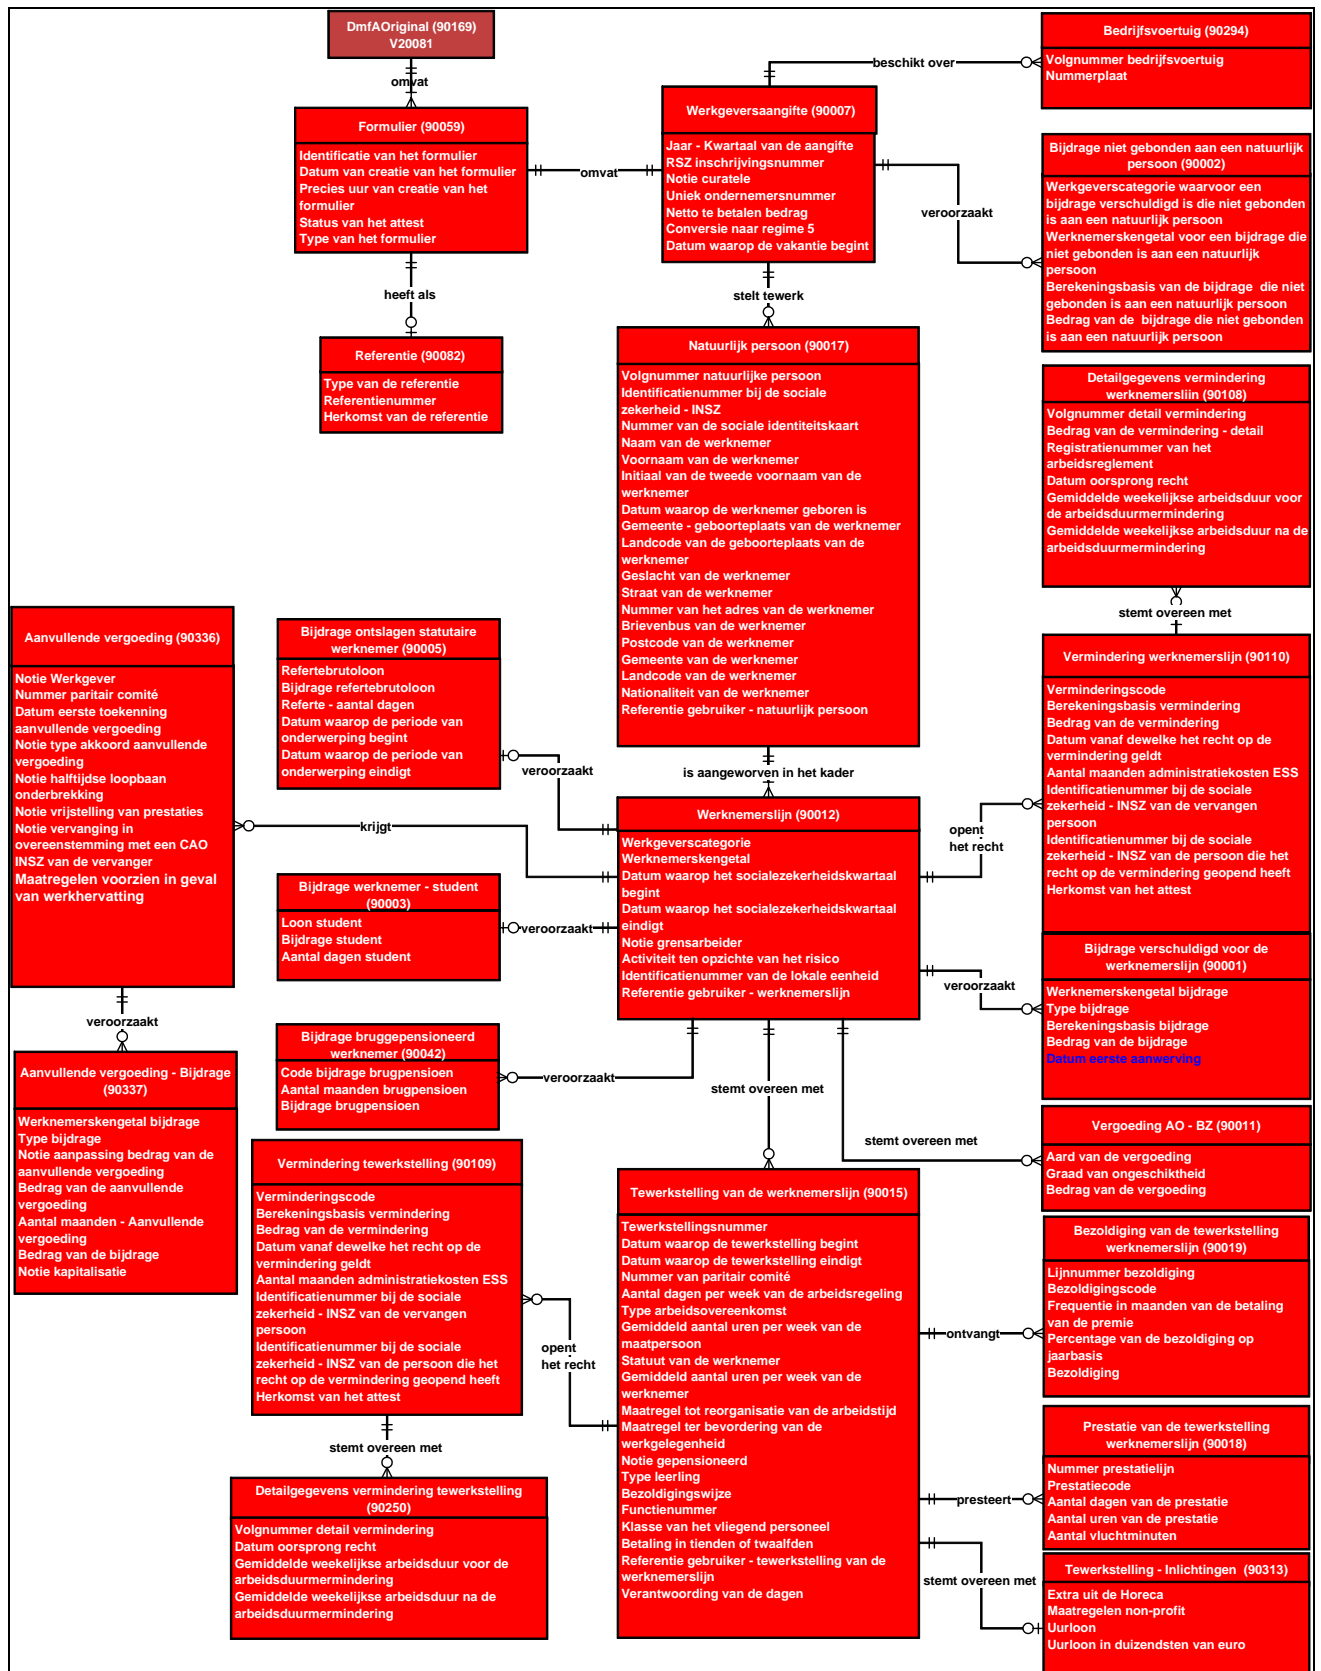 DmfAOriginal (90169)
V20081
omvat
Formulier (90059)
Identificatie van het formulier
Datum van creatie van het formulier
Precies uur van creatie van het
formulier
Status van het attest
Type van het formulier
omvat
heeft als
Referentie (90082)
Type van de referentie
Referentienummer
Herkomst van de referentie
Werkgeversaangifte (90007)
Jaar - Kwartaal van de aangifte
RSZ inschrijvingsnummer
Notie curatele
Uniek ondernemersnummer
Netto te betalen bedrag
Conversie naar regime 5
Datum waarop de vakantie begint
beschikt over
Bedrijfsvoertuig (90294)
Volgnummer bedrijfsvoertuig
Nummerplaat
veroorzaakt
Bijdrage niet gebonden aan een natuurlijk
persoon (90002)
Werkgeverscategorie waarvoor een
bijdrage verschuldigd is die niet gebonden
is aan een natuurlijk persoon
Werknemerskengetal voor een bijdrage die
niet gebonden is aan een natuurlijk
persoon
Berekeningsbasis van de bijdrage  die niet
gebonden is aan een natuurlijk persoon
Bedrag van de  bijdrage die niet gebonden
is aan een natuurlijk persoon
stelt tewerk
Natuurlijk persoon (90017)
Volgnummer natuurlijke persoon
Identificatienummer bij de sociale
zekerheid - INSZ
Nummer van de sociale identiteitskaart
Naam van de werknemer
Voornaam van de werknemer
Initiaal van de tweede voornaam van de
werknemer
Datum waarop de werknemer geboren is
Gemeente - geboorteplaats van de werknemer
Landcode van de geboorteplaats van de
werknemer
Geslacht van de werknemer
Straat van de werknemer
Nummer van het adres van de werknemer
Brievenbus van de werknemer
Postcode van de werknemer
Gemeente van de werknemer
Landcode van de werknemer
Nationaliteit van de werknemer
Referentie gebruiker - natuurlijk persoon
Detailgegevens vermindering
werknemerslijn (90108)
Volgnummer detail vermindering
Bedrag van de vermindering - detail
Registratienummer van het
arbeidsreglement
Datum oorsprong recht
Gemiddelde weekelijkse arbeidsduur voor
de arbeidsduurmermindering
Gemiddelde weekelijkse arbeidsduur na de
arbeidsduurmermindering
stemt overeen met
Vermindering werknemerslijn (90110)
Verminderingscode
Berekeningsbasis vermindering
Bedrag van de vermindering
Datum vanaf dewelke het recht op de
vermindering geldt
Aantal maanden administratiekosten ESS
Identificatienummer bij de sociale
zekerheid - INSZ van de vervangen
persoon
Identificatienummer bij de sociale
zekerheid - INSZ van de persoon die het
recht op de vermindering geopend heeft
Herkomst van het attest
Aanvullende vergoeding (90336)
Notie Werkgever
Nummer paritair comité
Datum eerste toekenning
aanvullende vergoeding
Notie type akkoord aanvullende
vergoeding
Notie halftijdse loopbaan
onderbrekking
Notie vrijstelling van prestaties
Notie vervanging in
overeenstemming met een CAO
INSZ van de vervanger
Maatregelen voorzien in geval
van werkhervatting
Bijdrage ontslagen statutaire
werknemer (90005)
Refertebrutoloon
Bijdrage refertebrutoloon
Referte - aantal dagen
Datum waarop de periode van
onderwerping begint
Datum waarop de periode van
onderwerping eindigt
veroorzaakt
is aangeworven in het kader
krijgt
Werknemerslijn (90012)
Werkgeverscategorie
Werknemerskengetal
Datum waarop het socialezekerheidskwartaal
begint
Datum waarop het socialezekerheidskwartaal
eindigt
Notie grensarbeider
Activiteit ten opzichte van het risico
Identificatienummer van de lokale eenheid
Referentie gebruiker - werknemerslijn
opent
het recht
Bijdrage werknemer - student
(90003)
Loon student
Bijdrage student
Aantal dagen student
veroorzaakt
veroorzaakt
Bijdrage verschuldigd voor de
werknemerslijn (90001)
Werknemerskengetal bijdrage
Type bijdrage
Berekeningsbasis bijdrage
Bedrag van de bijdrage
Datum eerste aanwerving
veroorzaakt
Aanvullende vergoeding - Bijdrage
(90337)
Werknemerskengetal bijdrage
Type bijdrage
Notie aanpassing bedrag van de
aanvullende vergoeding
Bedrag van de aanvullende
vergoeding
Aantal maanden - Aanvullende
vergoeding
Bedrag van de bijdrage
Notie kapitalisatie
Bijdrage bruggepensioneerd
werknemer (90042)
Code bijdrage brugpensioen
Aantal maanden brugpensioen
Bijdrage brugpensioen
veroorzaakt
stemt overeen met
stemt overeen met
Vergoeding AO - BZ (90011)
Aard van de vergoeding
Graad van ongeschiktheid
Bedrag van de vergoeding
Vermindering tewerkstelling (90109)
Verminderingscode
Berekeningsbasis vermindering
Bedrag van de vermindering
Datum vanaf dewelke het recht op de
vermindering geldt
Aantal maanden administratiekosten ESS
Identificatienummer bij de sociale
zekerheid - INSZ van de vervangen
persoon
Identificatienummer bij de sociale
zekerheid - INSZ van de persoon die het
recht op de vermindering geopend heeft
Herkomst van het attest
opent
het recht
stemt overeen met
Detailgegevens vermindering tewerkstelling
(90250)
Volgnummer detail vermindering
Datum oorsprong recht
Gemiddelde weekelijkse arbeidsduur voor de
arbeidsduurmermindering
Gemiddelde weekelijkse arbeidsduur na de
arbeidsduurmermindering
Tewerkstelling van de werknemerslijn (90015)
Tewerkstellingsnummer
Datum waarop de tewerkstelling begint
Datum waarop de tewerkstelling eindigt
Nummer van paritair comité
Aantal dagen per week van de arbeidsregeling
Type arbeidsovereenkomst
Gemiddeld aantal uren per week van de
maatpersoon
Statuut van de werknemer
Gemiddeld aantal uren per week van de
werknemer
Maatregel tot reorganisatie van de arbeidstijd
Maatregel ter bevordering van de
werkgelegenheid
Notie gepensioneerd
Type leerling
Bezoldigingswijze
Functienummer
Klasse van het vliegend personeel
Betaling in tienden of twaalfden
Referentie gebruiker - tewerkstelling van de
werknemerslijn
Verantwoording van de dagen
ontvangt
Bezoldiging van de tewerkstelling
werknemerslijn (90019)
Lijnnummer bezoldiging
Bezoldigingscode
Frequentie in maanden van de betaling
van de premie
Percentage van de bezoldiging op
jaarbasis
Bezoldiging
presteert
Prestatie van de tewerkstelling
werknemerslijn (90018)
Nummer prestatielijn
Prestatiecode
Aantal dagen van de prestatie
Aantal uren van de prestatie
Aantal vluchtminuten
stemt overeen met
Tewerkstelling - Inlichtingen  (90313)
Extra uit de Horeca
Maatregelen non-profit
Uurloon
Uurloon in duizendsten van euro